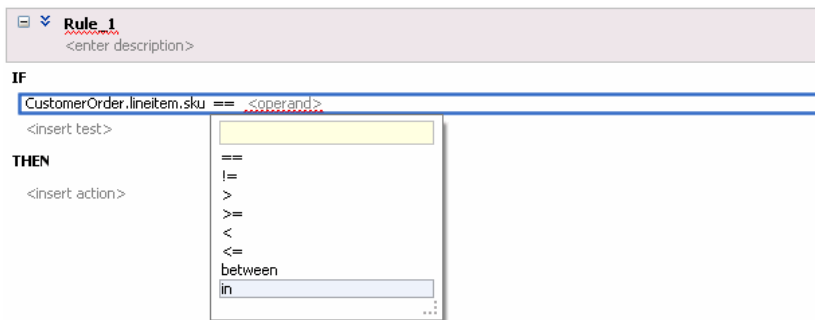 Rule_1
<enter description>
IF
CustomerOrder.lineitem.sku == <operand>
<insert test>
==
THEN
!=
<insert action>
>
>=
<
<=
between
in